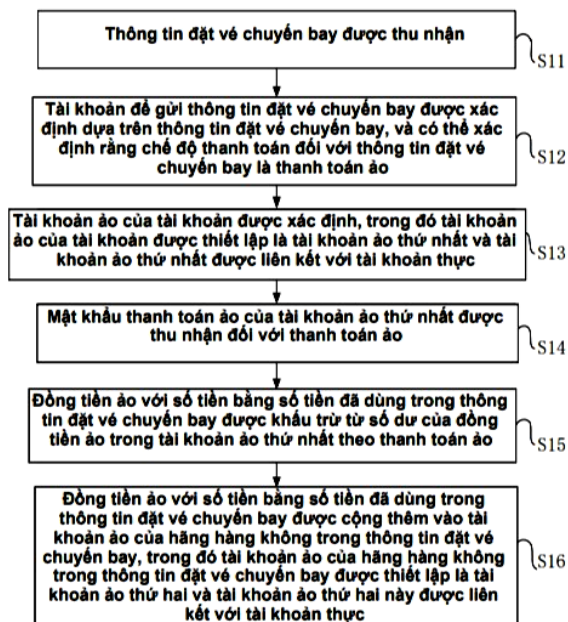 Thông tin đặt vé chuyến bay được thu nhận
S11
Tài khoản để gửi thông tin đặt vé chuyến bay được xác
định dựa trên thông tin đặt vé chuyến bay, và có thể xác
định rằng chế độ thanh toán đối với thông tin đặt vé
chuyến bay là thanh toán ảo
S12
Tài khoản ảo của tài khoản được xác định, trong đó tài khoản
ảo của tài khoản được thiết lập là tài khoản ảo thứ nhất và tài
khoản ảo thứ nhất được liên kết với tài khoản thực
S13
Mật khẩu thanh toán ảo của tài khoản ảo thứ nhất được
thu nhận đối với thanh toán ảo
S14
Đồng tiền ảo với số tiền bằng số tiền đã dùng trong thông
tin đặt vé chuyến bay được khấu trừ từ số dư của đồng
tiền ảo trong tài khoản ảo thứ nhất theo thanh toán ảo
S15
Đồng tiền ảo với số tiền bằng số tiền đã dùng trong
thông tin đặt vé chuyến bay được cộng thêm vào tài
khoản ảo của hãng hàng không trong thông tin đặt vé
chuyến bay, trong đó tài khoản ảo của hãng hàng không
trong thông tin đặt vé chuyến bay được thiết lập là tài
khoản ảo thứ hai và tài khoản ảo thứ hai này được liên
kết với tài khoản thực
S16